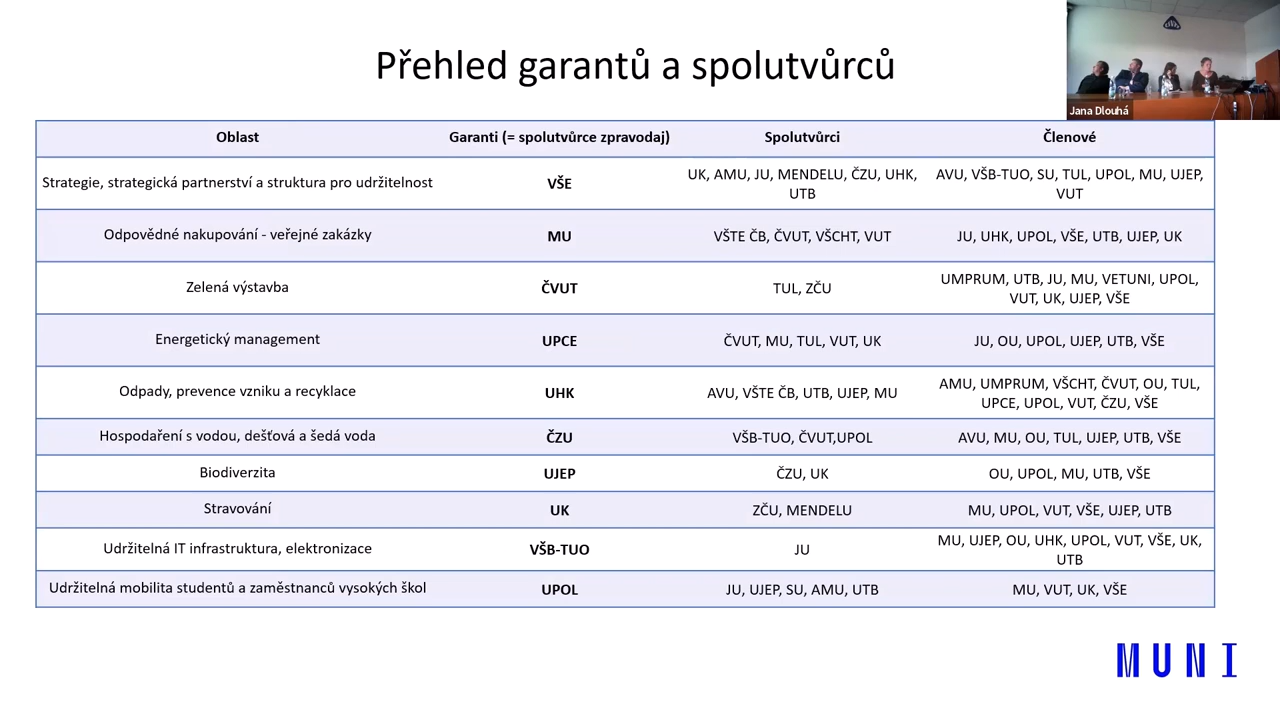 Přehled garantů a spolutvůrců
Jana Dlouhá
Oblast Garanti (= spolutvůrce zpravodaj) Spolutvůrci Členové
Strategie, strategická partnerství a struktura pro udržitelnost VŠE UK, AMU, JU, MENDELU, ČZU, UHK, UTB AVU, VŠB-TUO, SU, TUL, UPOL, MU, UJEP, VUT
Odpovědné nakupování - veřejné zakázky MU VŠTE ČB, ČVUT, VŠCHT, VUT JU, UHK, UPOL, VŠE, UTB, UJEP, UK
Zelená výstavba ČVUT TUL, ZČU UMPRUM, UTB, JU, MU, VETUNI, UPOL, VUT, UK, UJEP, VŠE
Energetický management UPCE ČVUT, MU, TUL, VUT, UK JU, OU, UPOL, UJEP, UTB, VŠE
Odpady, prevence vzniku a recyklace UHK AVU, VŠTE ČB, UTB, UJEP, MU AMU, UMPRUM, VŠCHT, ČVUT, OU, TUL, UPCE, UPOL, VUT, ČZU, VŠE
Hospodaření s vodou, dešťová a šedá voda ČZU VŠB-TUO, ČVUT,UPOL AVU, MU, OU, TUL, UJEP, UTB, VŠE
Biodiverzita UJEP ČZU, UK OU, UPOL, MU, UTB, VŠE
Stravování UK ZČU, MENDELU MU, UPOL, VUT, VŠE, UJEP, UTB
Udržitelná IT infrastruktura, elektronizace VŠB-TUO JU MU, UJEP, OU, UHK, UPOL, VUT, VŠE, UK, UTB
Udržitelná mobilita studentů a zaměstnanců vysokých škol UPOL JU, UJEP, SU, AMU, UTB MU, VUT, UK, VŠE
MUNI